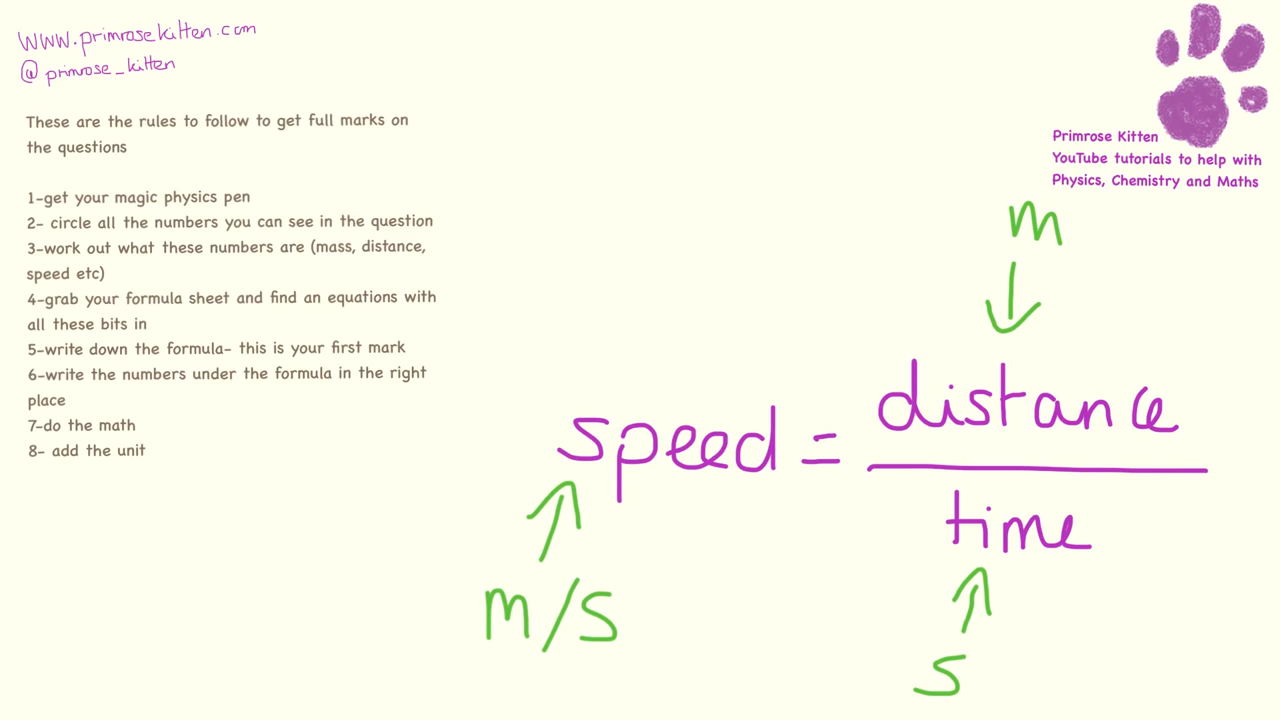 www.primrosekitten.com
@primrose_kitten
These are the rules to follow to get full marks on
the questions
1-get your magic physics pen
2- circle all the numbers you can see in the question
3-work out what these numbers are (mass, distance,
speed etc)
4-grab your formula sheet and find an equations with
all these bits in
5-write down the formula- this is your first mark
6-write the numbers under the formula in the right
place
7-do the math
8- add the unit
Primrose Kitten
YouTube tutorials to help with
Physics, Chemistry and Maths
m
speed = distance
time
m/s
s